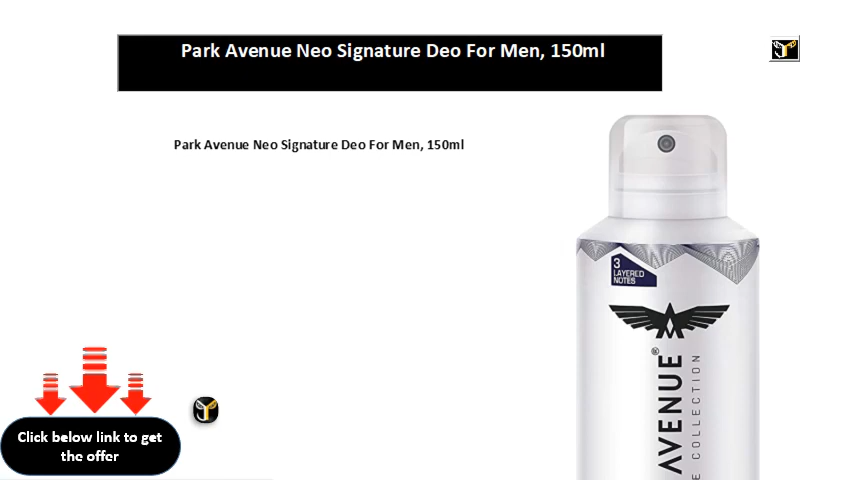 Park Avenue Neo Signature Deo For Men, 150ml
Park Avenue Neo Signature Deo For Men, 150ml
3
LAYERED
NOTES
AVENUE®
E COLLECTION
Click below link to get
the offer